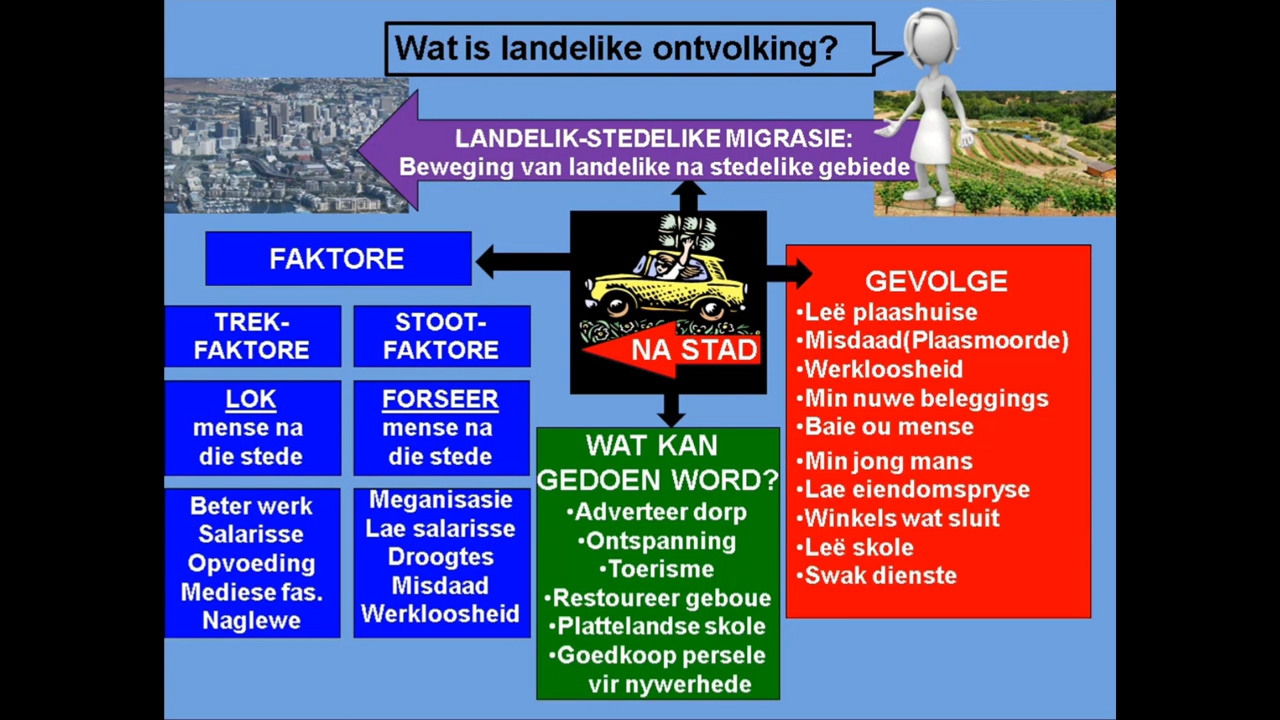 Wat is landelike ontvolking?
LANDELIK-STEDELIKE MIGRASIE:
Beweging van landelike na stedelike gebiede
FAKTORE
TREK-
FAKTORE
LOK
mense na
die stede
Beter werk
Salarisse
Opvoeding
Mediese fas.
Naglewe
STOOT-
FAKTORE
FORSEER
mense na
die stede
Meganisasie
Lae salarisse
Droogtes
Misdaad
Werkloosheid
NA STAD
WAT KAN
GEDOEN WORD?
•Adverteer dorp
•Ontspanning
•Toerisme
•Restoureer geboue
•Plattelandse skole
•Goedkoop persele
vir nywerhede
GEVOLGE
•Leë plaashuise
•Misdaad(Plaasmoorde)
•Werkloosheid
•Min nuwe beleggings
•Baie ou mense
•Min jong mans
•Lae eiendomspryse
•Winkels wat sluit
•Leë skole
•Swak dienste